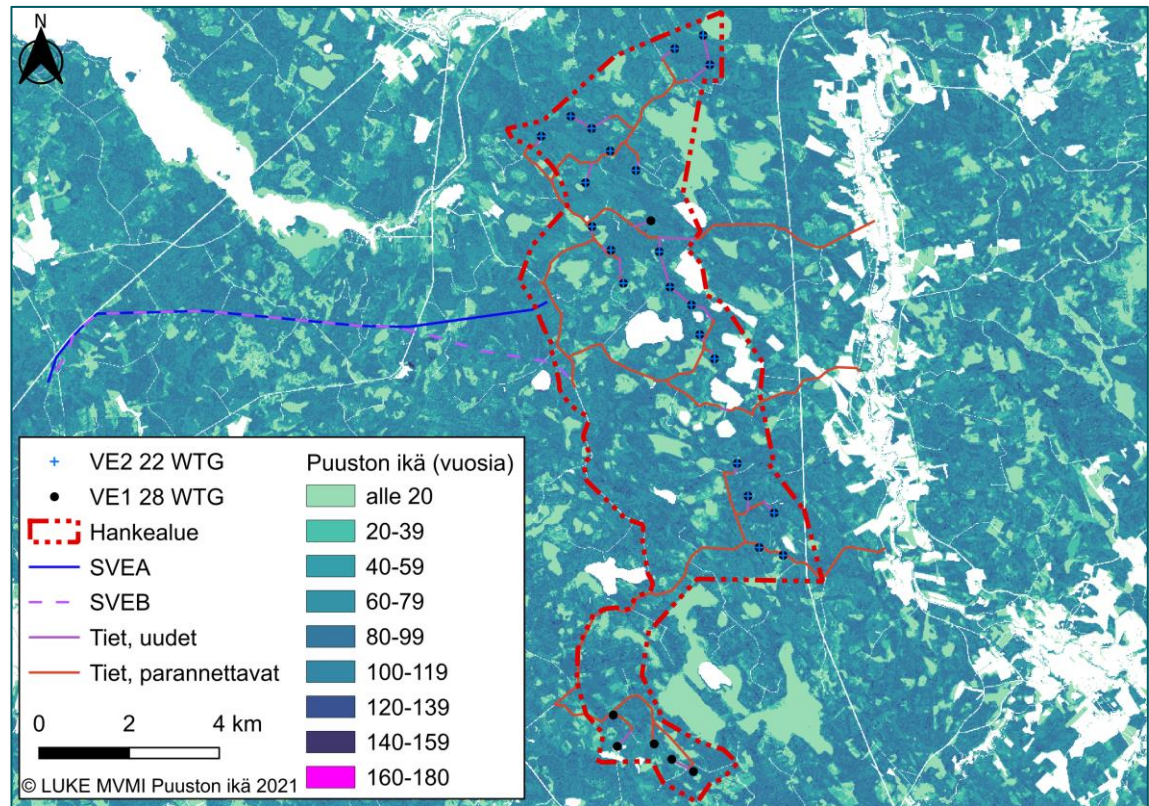 N
VE2 22 WTG
VE1 28 WTG
Hankealue
SVEA
SVEB
Tiet, uudet
Tiet, parannettavat
0 2 4 km
© LUKE MVMI Puuston ikä 2021
Puuston ikä (vuosia)
alle 20
20-39
40-59
60-79
80-99
100-119
120-139
140-159
160-180